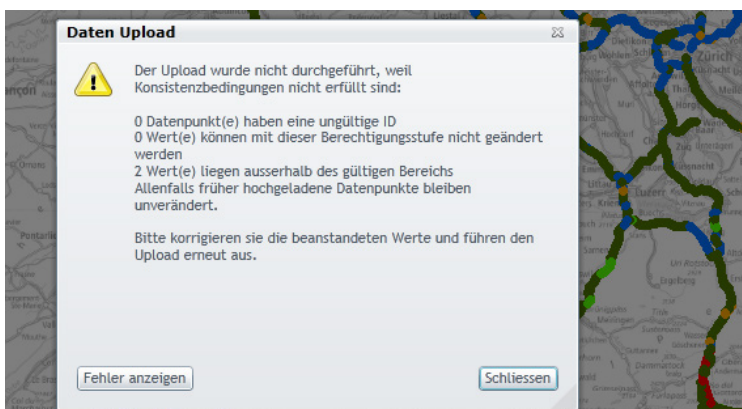 Daten Upload
Der Upload wurde nicht durchgeführt, weil
Konsistenzbedingungen nicht erfüllt sind:
0 Datenpunkt(e) haben eine ungültige ID
0 Wert(e) können mit dieser Berechtigungsstufe nicht geändert
werden
2 Wert(e) liegen ausserhalb des gültigen Bereichs
Allenfalls früher hochgeladene Datenpunkte bleiben
unverändert.
Bitte korrigieren sie die beanstandeten Werte und führen den
Upload erneut aus.
Fehler anzeigen
Schliessen
Zürich
Luzern
Engelberg
Meiringen
Pontarlier